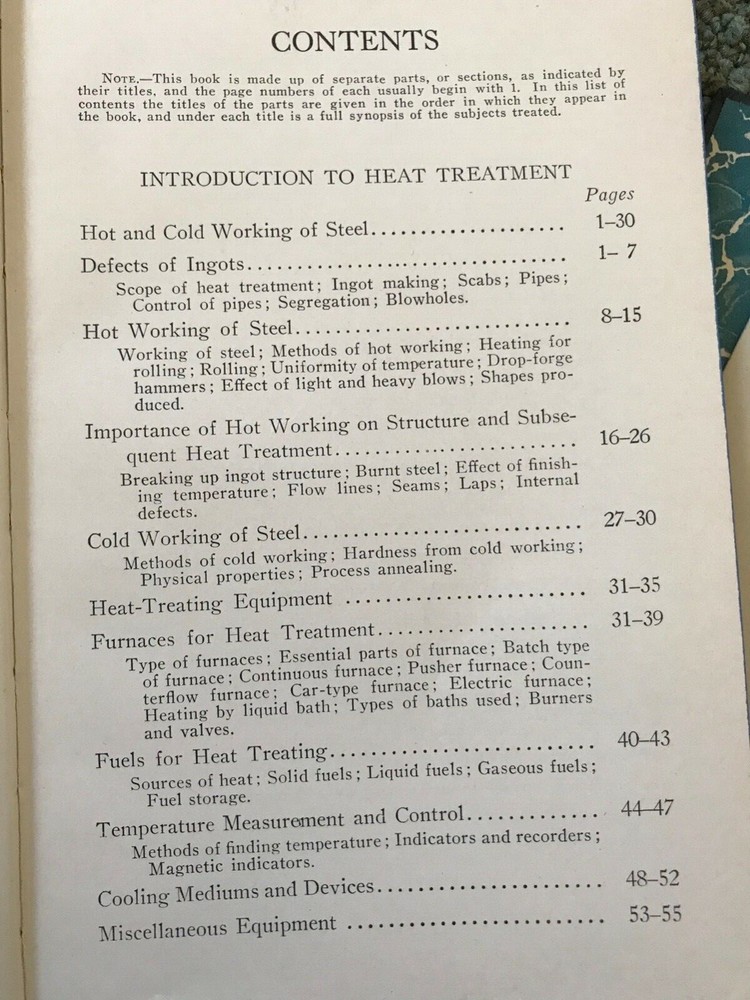 CONTENTS
NOTE.—This book is made up of separate parts, or sections, as indicated by
their titles, and the page numbers of each usually begin with 1. In this list of
contents the titles of the parts are given in the order in which they appear in
the book, and under each title is a full synopsis of the subjects treated.
INTRODUCTION TO HEAT TREATMENT
Pages
Hot and Cold Working of Steel.................... 1–30
Defects of Ingots................................ 1– 7
Scope of heat treatment; Ingot making; Scabs; Pipes;
Control of pipes; Segregation; Blowholes.
Hot Working of Steel............................ 8–15
Working of steel; Methods of hot working; Heating for
rolling; Rolling; Uniformity of temperature; Drop-forge
hammers; Effect of light and heavy blows; Shapes pro-
duced.
Importance of Hot Working on Structure and Subse-
quent Heat Treatment......................... 16–26
Breaking up ingot structure; Burnt steel; Effect of finish-
ing temperature; Flow lines; Seams; Laps; Internal
defects.
Cold Working of Steel............................ 27–30
Methods of cold working; Hardness from cold working;
Physical properties; Process annealing.
Heat-Treating Equipment ........................ 31–35
Furnaces for Heat Treatment..................... 31–39
Type of furnaces; Essential parts of furnace; Batch type
of furnace; Continuous furnace; Pusher furnace; Coun-
terflow furnace; Car-type furnace; Electric furnace;
Heating by liquid bath; Types of baths used; Burners
and valves.
Fuels for Heat Treating.......................... 40–43
Sources of heat; Solid fuels; Liquid fuels; Gaseous fuels;
Fuel storage.
Temperature Measurement and Control............. 44–47
Methods of finding temperature; Indicators and recorders;
Magnetic indicators.
Cooling Mediums and Devices...................... 48–52
Miscellaneous Equipment ......................... 53–55